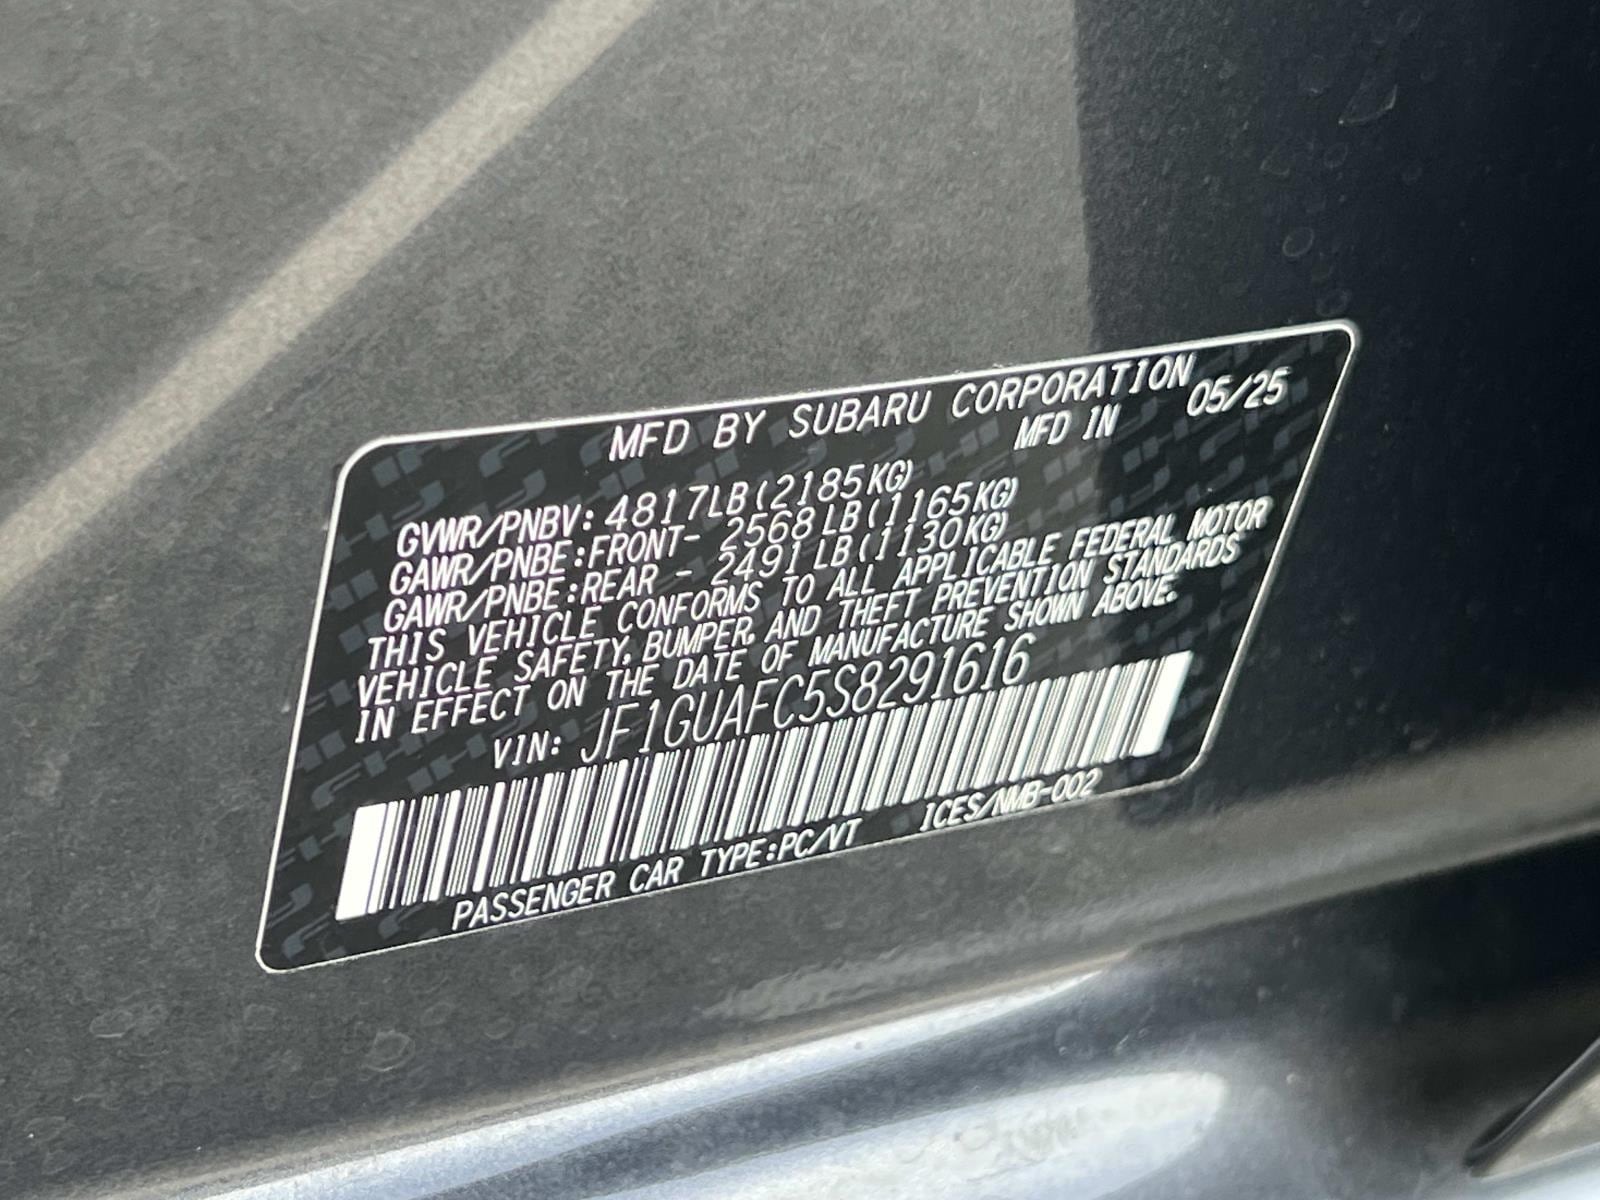 MFD BY SUBARU CORPORATION
MFD IN 05/25
GVWR/PNBV: 4817LB(2185KG)
GAWR/PNBE:FRONT- 2568LB(1165KG)
GAWR/PNBE:REAR - 2491LB(1130KG)
THIS VEHICLE CONFORMS TO ALL APPLICABLE FEDERAL MOTOR
VEHICLE SAFETY, BUMPER, AND THEFT PREVENTION STANDARDS
IN EFFECT ON THE DATE OF MANUFACTURE SHOWN ABOVE.
VIN: JF1GUAFC5S8291616
PASSENGER CAR TYPE:PC/VT ICES/NMB-002